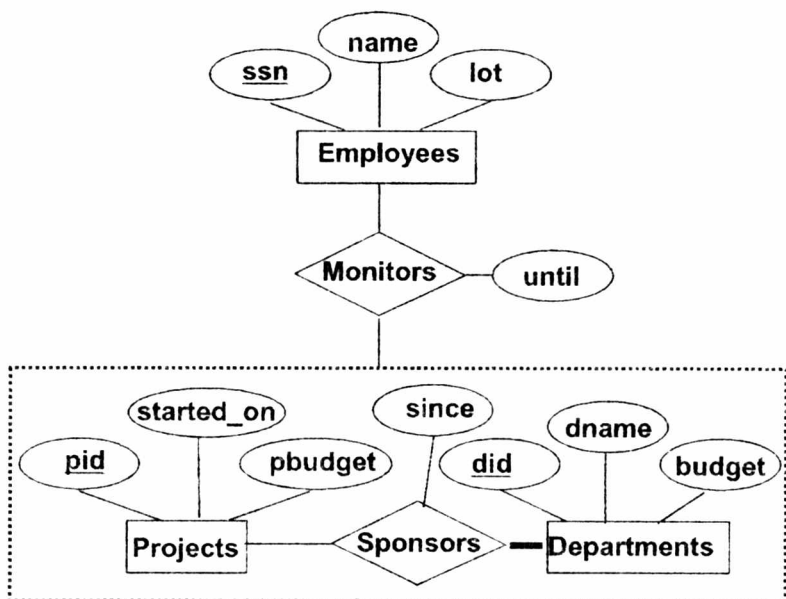 name
ssn
lot
Employees
Monitors
until
started_on
since
dname
pid
pbudget
did
budget
Projects
Sponsors
Departments